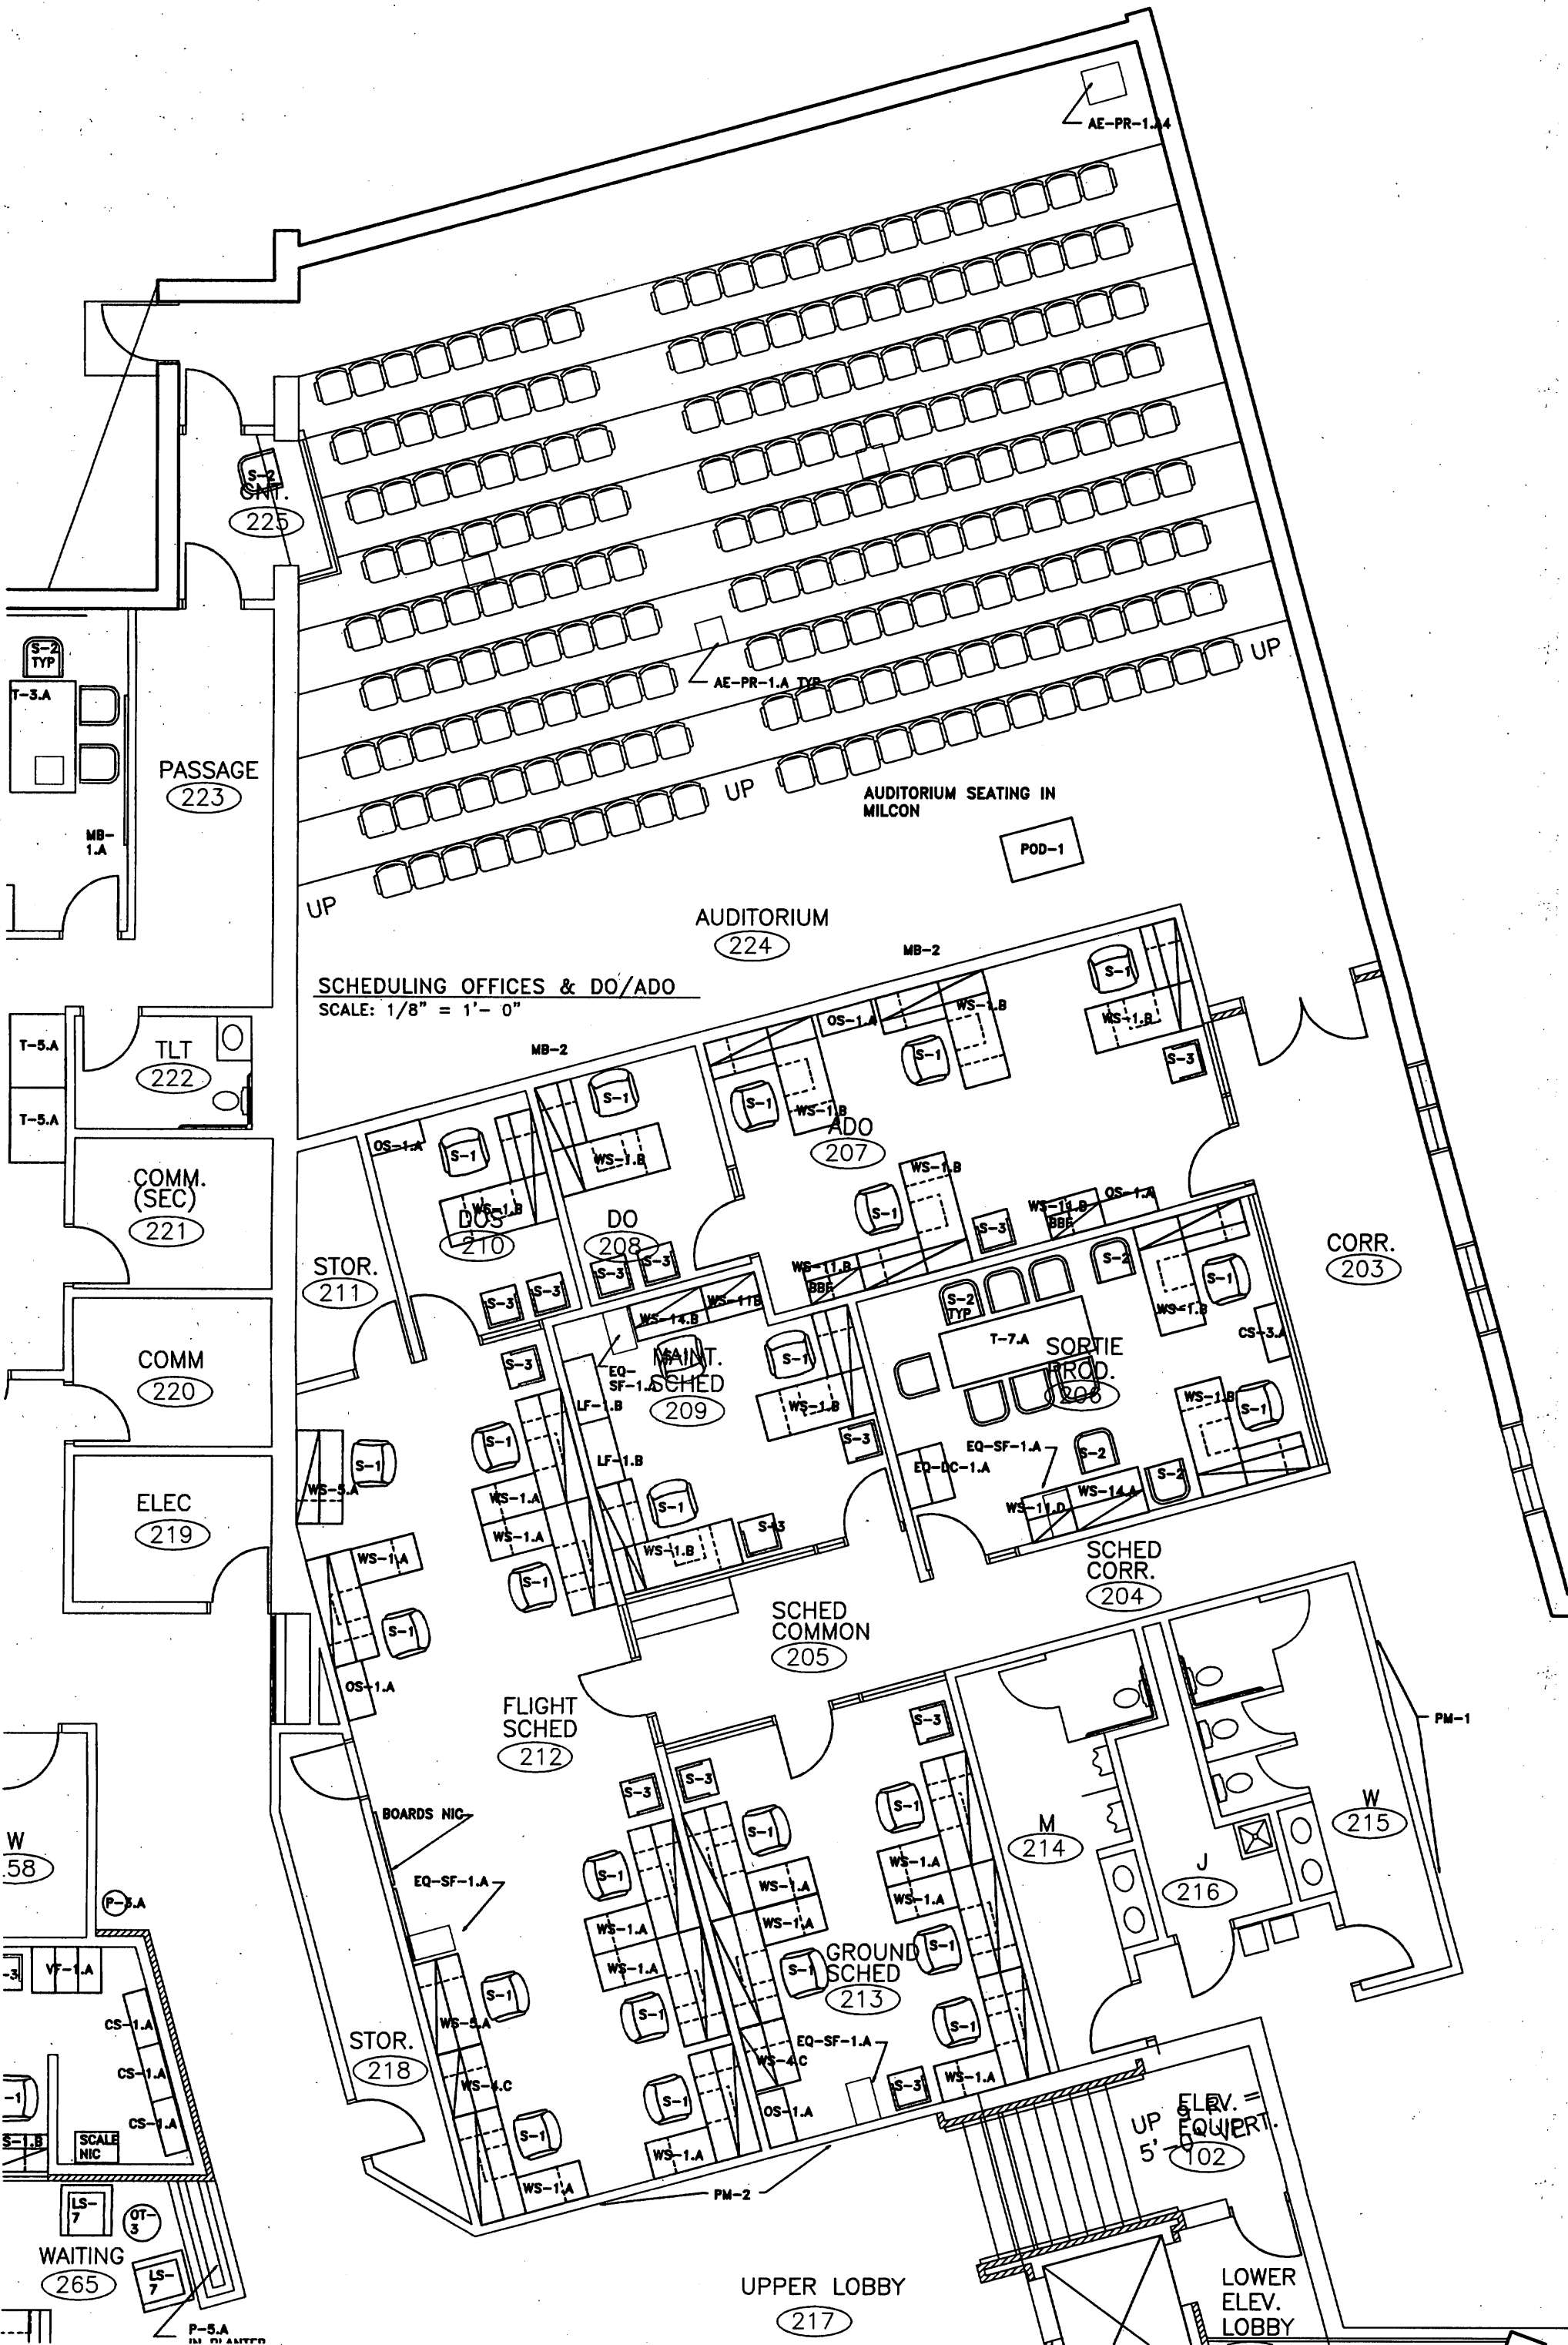 AE-PR-1.A4
S-2
CNT.
225
S-2
TYP
T-3.A
AE-PR-1.A TYP
UP
UP
UP
PASSAGE
223
AUDITORIUM SEATING IN
MILCON
MB-
1.A
POD-1
AUDITORIUM
224
MB-2
SCHEDULING OFFICES & DO/ADO
SCALE: 1/8" = 1'- 0"
MB-2
T-5.A
T-5.A
TLT
222
OS-1.A
WS-1.B
S-1
S-1
WS-1.B
S-3
S-1
S-1
WS-1.B
ADO
207
OS-1.A
S-1
WS-1.B
WS-1.B
DOS
210
DO
208
WS-1.B
S-1
COMM.
(SEC)
221
STOR.
211
S-3
S-3
S-3
S-3
S-3
WS-11.B
BBF
OS-1.A
WS-11.B
BBF
CORR.
203
WS-14.B
WS-11B
S-2
TYP
S-2
S-1
WS-1.B
CS-3.A
T-7.A
SORTIE
PROD.
206
COMM
220
S-3
EQ-
SF-1.A
MAINT.
SCHED
209
S-1
WS-1.B
LF-1.B
LF-1.B
S-3
WS-1.B
S-1
S-1
S-1
WS-5.A
WS-1.A
WS-1.A
S-1
S-1
WS-1.B
S-3
EQ-DC-1.A
EQ-SF-1.A
S-2
S-2
WS-14.A
WS-11.D
ELEC
219
WS-1.A
S-1
OS-1.A
SCHED
CORR.
204
SCHED
COMMON
205
FLIGHT
SCHED
212
S-3
PM-1
S-3
S-3
S-1
S-1
S-1
WS-1.A
WS-1.A
WS-1.A
WS-1.A
WS-1.A
WS-1.A
M
214
W
215
J
216
BOARDS NIC
EQ-SF-1.A
W
158
P-5.A
-3
VF-1.A
GROUND
SCHED
213
S-1
S-1
S-1
S-1
S-1
WS-5.A
WS-4.C
WS-4.C
EQ-SF-1.A
S-3
WS-1.A
CS-1.A
CS-1.A
CS-1.A
STOR.
218
S-1
OS-1.A
WS-1.A
S-1
WS-1.A
PM-2
-1
S-1.B
SCALE
NIC
UP
5'-
ELEV.
EQUIP.
102
LS-
7
OT-
3
WAITING
265
LS-
7
P-5.A
IN PLANTER
UPPER LOBBY
217
LOWER
ELEV.
LOBBY